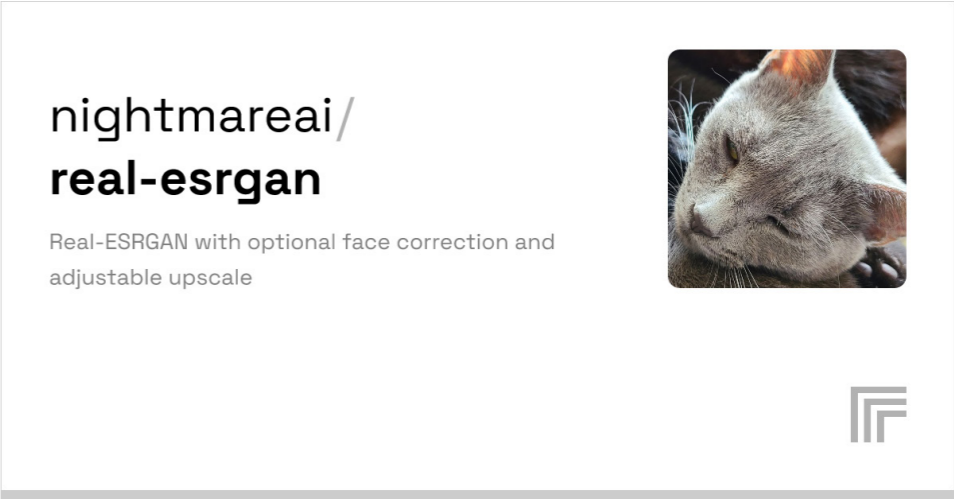 nightmareai/
real-esrgan
Real-ESRGAN with optional face correction and
adjustable upscale